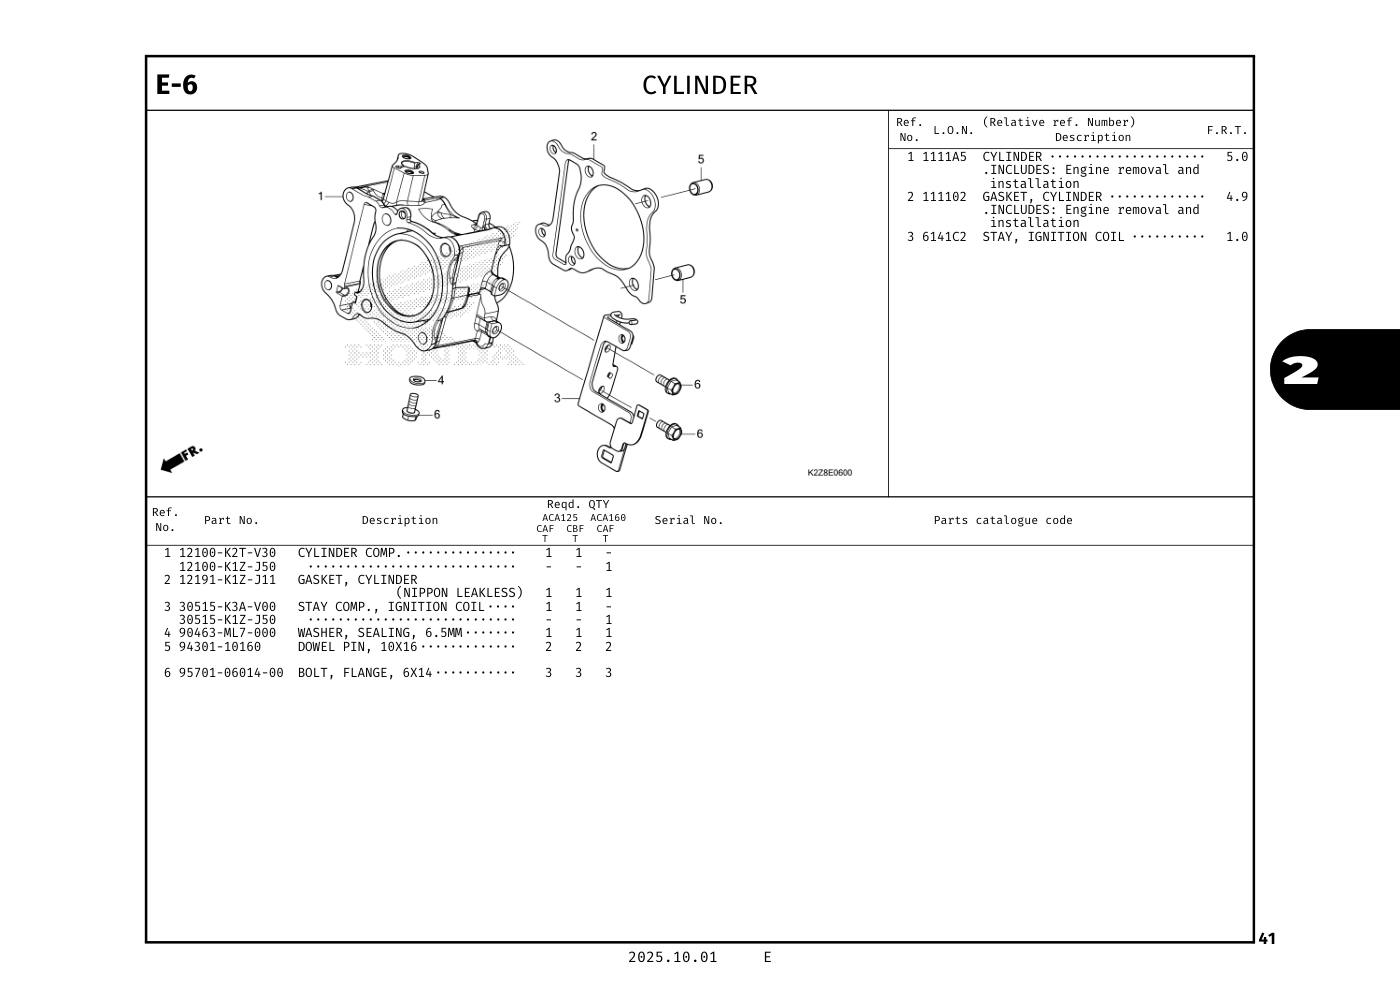 E-6 CYLINDER
1
2
5
5
3
4
6
6
6
HONDA
FR.
K2Z8E0600
Ref. No. L.O.N. (Relative ref. Number) Description F.R.T.
1 1111A5 CYLINDER ····················· 5.0
.INCLUDES: Engine removal and
installation
2 111102 GASKET, CYLINDER ············· 4.9
.INCLUDES: Engine removal and
installation
3 6141C2 STAY, IGNITION COIL ·········· 1.0
2
Reqd. QTY
Ref. No. Part No. Description ACA125 ACA160 Serial No. Parts catalogue code
CAF CBF CAF
T T T
1 12100-K2T-V30 CYLINDER COMP.··············· 1 1 -
12100-K1Z-J50 ···························· - - 1
2 12191-K1Z-J11 GASKET, CYLINDER
(NIPPON LEAKLESS) 1 1 1
3 30515-K3A-V00 STAY COMP., IGNITION COIL···· 1 1 -
30515-K1Z-J50 ···························· - - 1
4 90463-ML7-000 WASHER, SEALING, 6.5MM······· 1 1 1
5 94301-10160 DOWEL PIN, 10X16············· 2 2 2
6 95701-06014-00 BOLT, FLANGE, 6X14··········· 3 3 3
41
2025.10.01 E